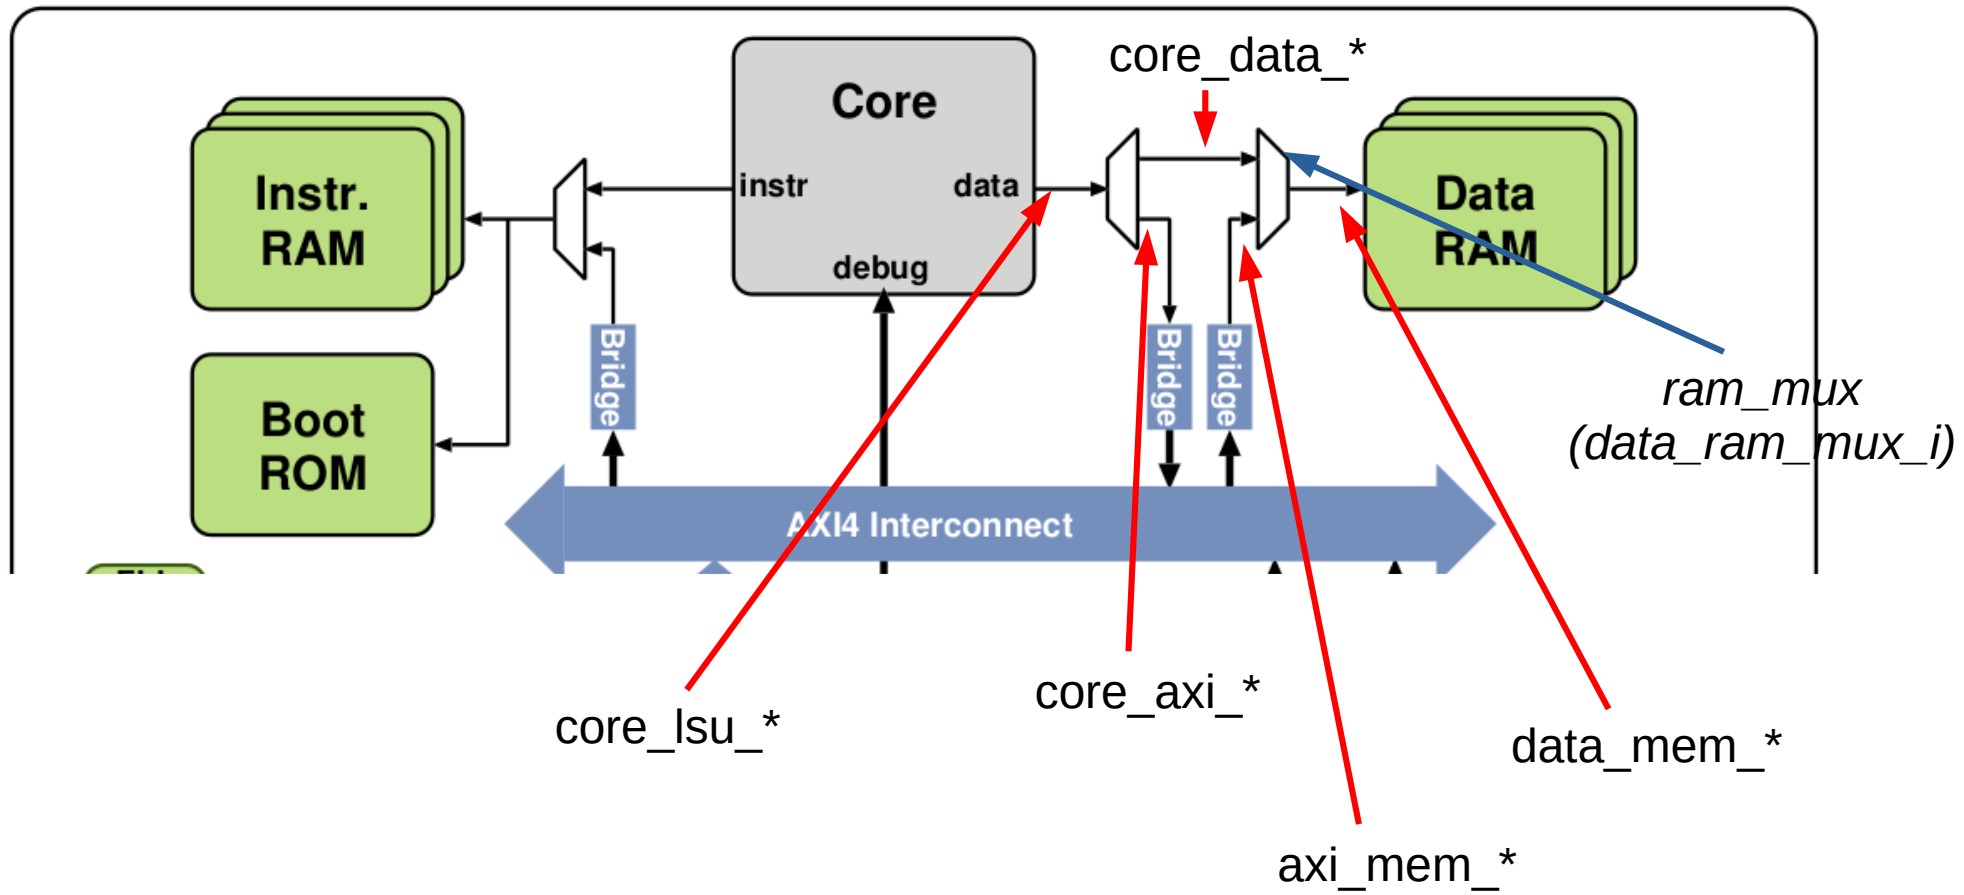 core_data_*
Core
Instr.
RAM
instr
data
Data
RAM
debug
Bridge
Bridge
Bridge
ram_mux
(data_ram_mux_i)
Boot
ROM
AXI4 Interconnect
core_lsu_*
core_axi_*
data_mem_*
axi_mem_*